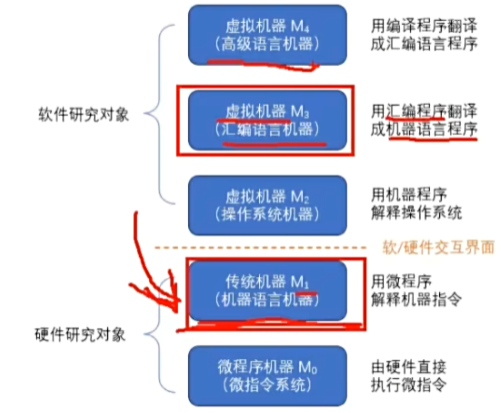 虚拟机器 M₄
(高级语言机器)
用编译程序翻译
成汇编语言程序
软件研究对象
虚拟机器 M₃
(汇编语言机器)
用汇编程序翻译
成机器语言程序
虚拟机器 M₂
(操作系统机器)
用机器程序
解释操作系统
软/硬件交互界面
传统机器 M₁
(机器语言机器)
用微程序
解释机器指令
硬件研究对象
微程序机器 M₀
(微指令系统)
由硬件直接
执行微指令